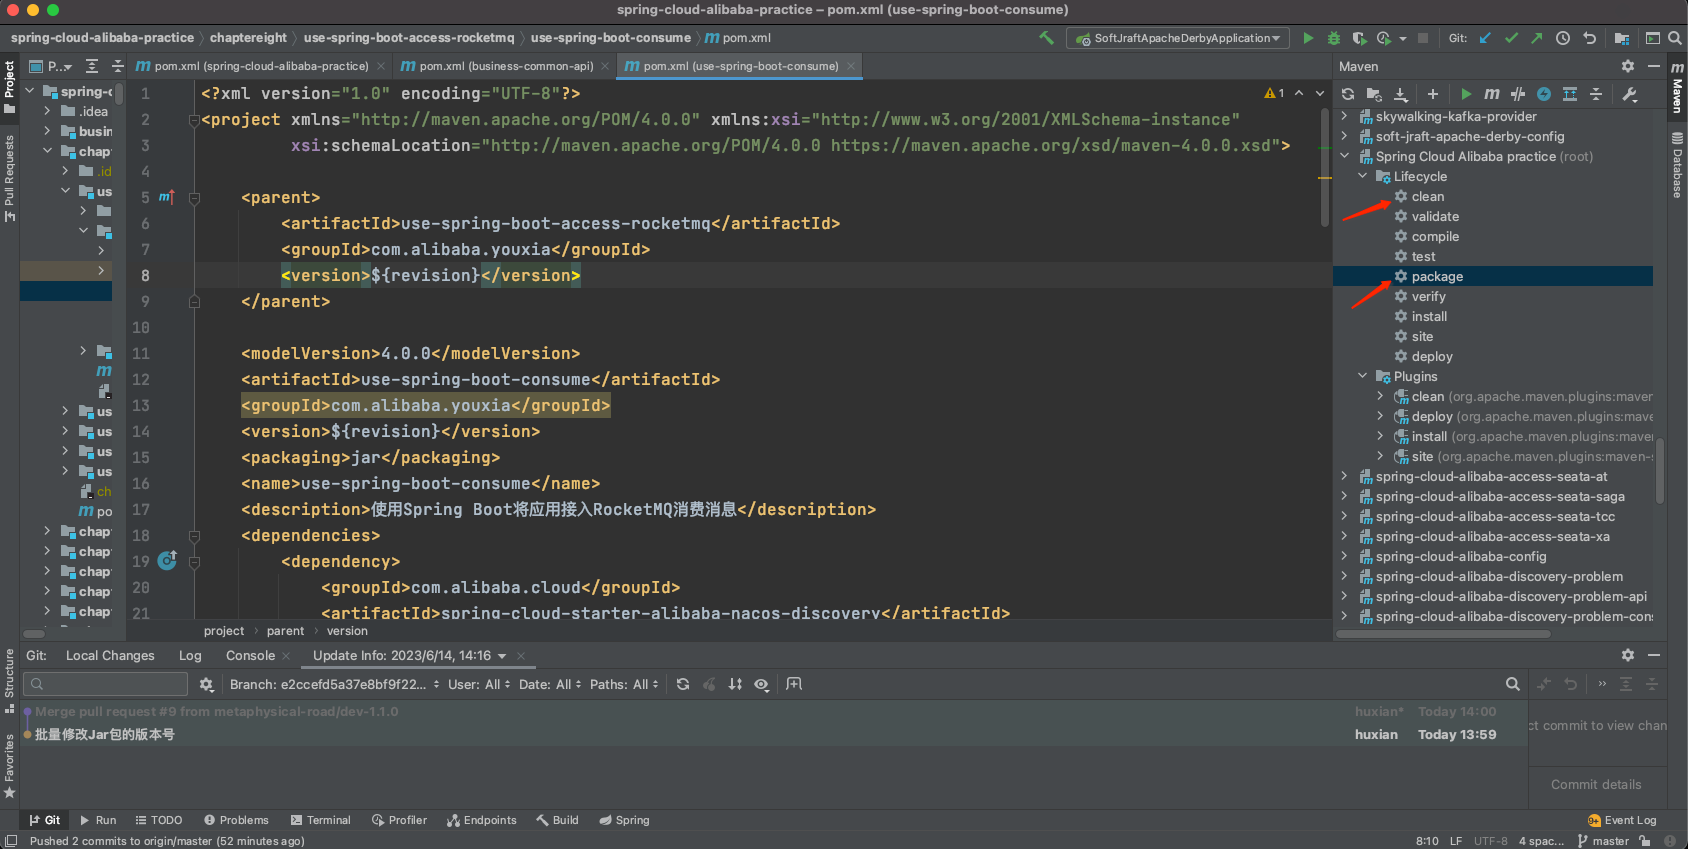 spring-cloud-alibaba-practice – pom.xml (use-spring-boot-consume)
spring-cloud-alibaba-practice › chaptereight › use-spring-boot-access-rocketmq › use-spring-boot-consume › pom.xml
SoftJraftApacheDerbyApplication
Git:
Project
Pull Requests
Structure
Favorites
P...
pom.xml (spring-cloud-alibaba-practice)
pom.xml (business-common-api)
pom.xml (use-spring-boot-consume)
spring-c
.idea
busin
chap
.id
us
us
us
us
us
ch
po
chap
chap
chap
chap
chap
1
1 <?xml version="1.0" encoding="UTF-8"?>
2 <project xmlns="http://maven.apache.org/POM/4.0.0" xmlns:xsi="http://www.w3.org/2001/XMLSchema-instance"
3 xsi:schemaLocation="http://maven.apache.org/POM/4.0.0 https://maven.apache.org/xsd/maven-4.0.0.xsd">
4
5 <parent>
6 <artifactId>use-spring-boot-access-rocketmq</artifactId>
7 <groupId>com.alibaba.youxia</groupId>
8 <version>${revision}</version>
9 </parent>
10
11 <modelVersion>4.0.0</modelVersion>
12 <artifactId>use-spring-boot-consume</artifactId>
13 <groupId>com.alibaba.youxia</groupId>
14 <version>${revision}</version>
15 <packaging>jar</packaging>
16 <name>use-spring-boot-consume</name>
17 <description>使用Spring Boot将应用接入RocketMQ消费消息</description>
18 <dependencies>
19 <dependency>
20 <groupId>com.alibaba.cloud</groupId>
21 <artifactId>spring-cloud-starter-alibaba-nacos-discovery</artifactId>
project › parent › version
Maven
skywalking-kafka-provider
soft-jraft-apache-derby-config
Spring Cloud Alibaba practice (root)
Lifecycle
clean
validate
compile
test
package
verify
install
site
deploy
Plugins
clean (org.apache.maven.plugins:maven
deploy (org.apache.maven.plugins:mave
install (org.apache.maven.plugins:mave
site (org.apache.maven.plugins:maven-s
spring-cloud-alibaba-access-seata-at
spring-cloud-alibaba-access-seata-saga
spring-cloud-alibaba-access-seata-tcc
spring-cloud-alibaba-access-seata-xa
spring-cloud-alibaba-config
spring-cloud-alibaba-discovery-problem
spring-cloud-alibaba-discovery-problem-api
spring-cloud-alibaba-discovery-problem-con
Maven
Database
Git: Local Changes Log Console Update Info: 2023/6/14, 14:16
Branch: e2ccefd5a37e8bf9f22... User: All Date: All Paths: All
Merge pull request #9 from metaphysical-road/dev-1.1.0 huxian* Today 14:00
批量修改Jar包的版本号 huxian Today 13:59
ct commit to view chan
Commit details
Git Run TODO Problems Terminal Profiler Endpoints Build Spring
9+ Event Log
Pushed 2 commits to origin/master (52 minutes ago)
8:10 LF UTF-8 4 spac... master